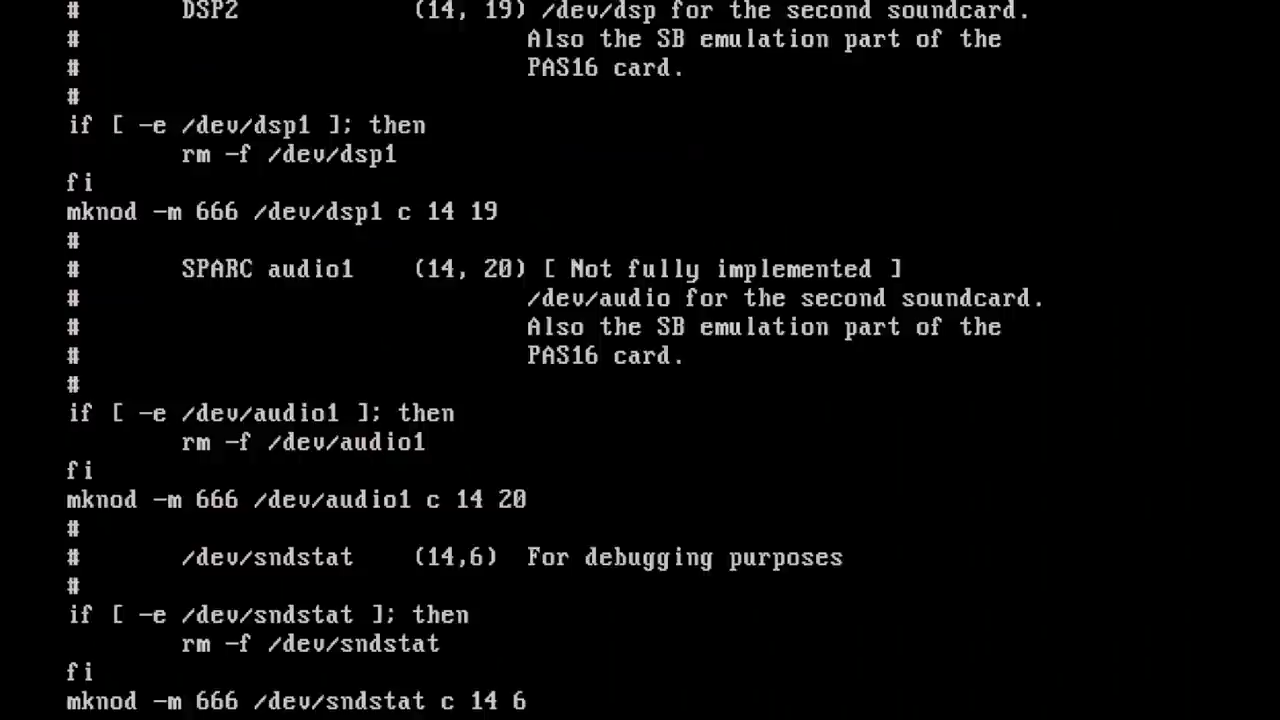 #       DSP2            (14, 19) /dev/dsp for the second soundcard.
#                               Also the SB emulation part of the
#                               PAS16 card.
#
if [ -e /dev/dsp1 ]; then
        rm -f /dev/dsp1
fi
mknod -m 666 /dev/dsp1 c 14 19
#
#       SPARC audio1    (14, 20) [ Not fully implemented ]
#                               /dev/audio for the second soundcard.
#                               Also the SB emulation part of the
#                               PAS16 card.
#
if [ -e /dev/audio1 ]; then
        rm -f /dev/audio1
fi
mknod -m 666 /dev/audio1 c 14 20
#
#       /dev/sndstat    (14,6)  For debugging purposes
#
if [ -e /dev/sndstat ]; then
        rm -f /dev/sndstat
fi
mknod -m 666 /dev/sndstat c 14 6